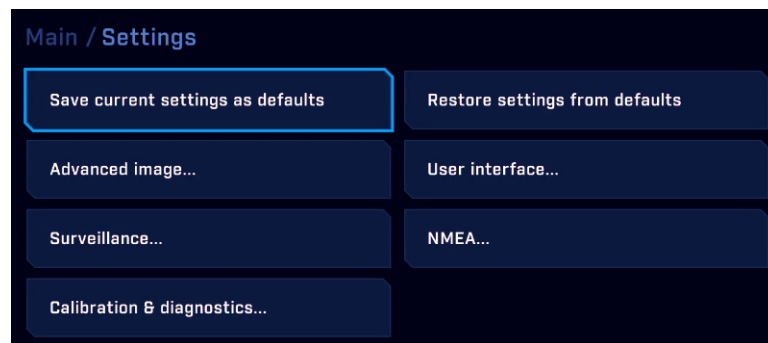 Main / Settings
Save current settings as defaults
Restore settings from defaults
Advanced image...
User interface...
Surveillance...
NMEA...
Calibration & diagnostics...